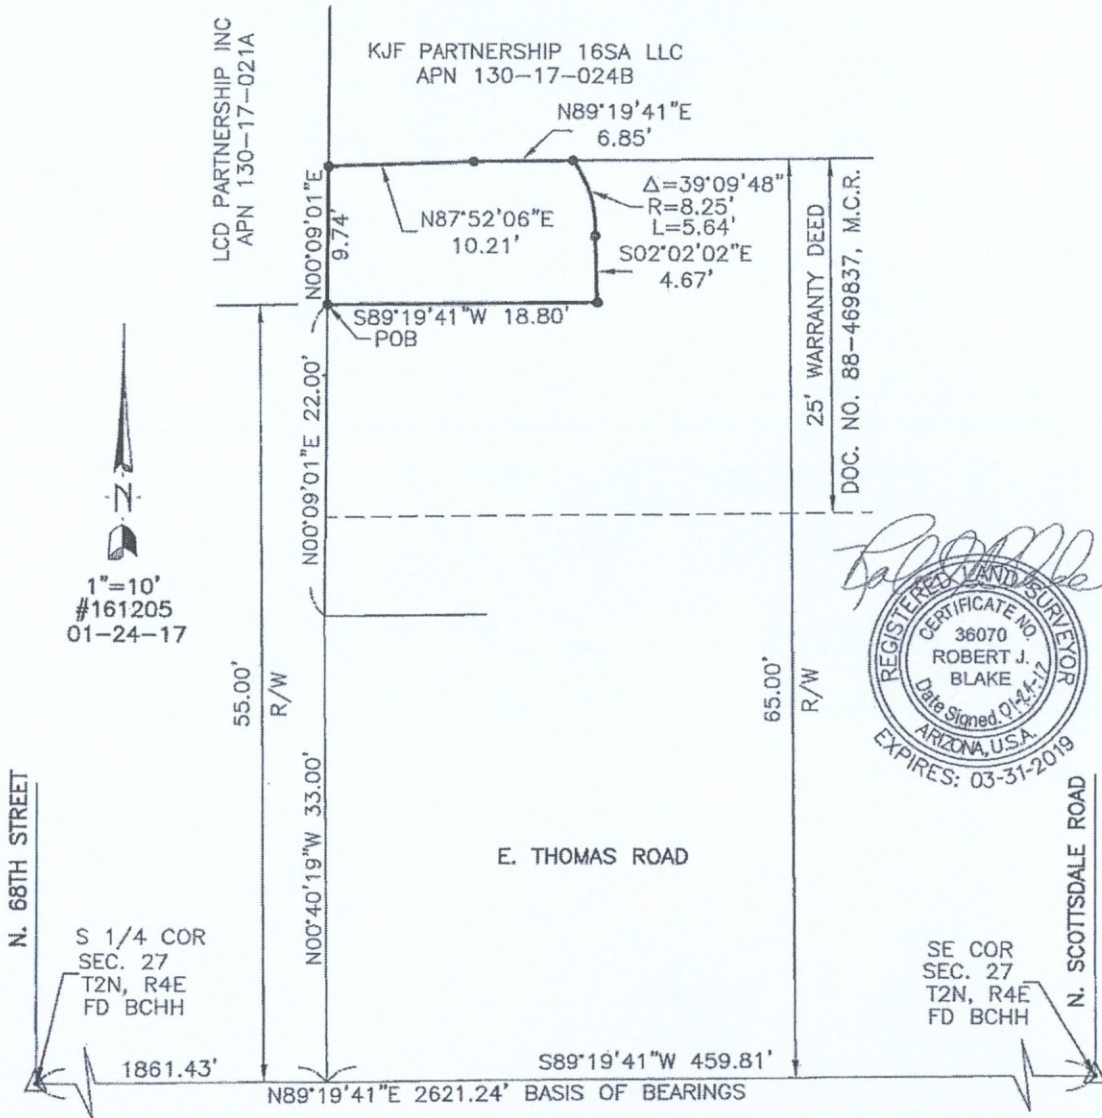 LCD PARTNERSHIP INC
APN 130-17-021A
KJF PARTNERSHIP 16SA LLC
APN 130-17-024B
N89°19'41"E
6.85'
N00°09'01"E
9.74'
N87°52'06"E
10.21'
Δ=39°09'48"
R=8.25'
L=5.64'
S02°02'02"E
4.67'
25' WARRANTY DEED
DOC. NO. 88-469837, M.C.R.
S89°19'41"W 18.80'
POB
N00°09'01"E 22.00'
N
1"=10'
#161205
01-24-17
55.00'
R/W
65.00'
R/W
REGISTERED LAND SURVEYOR
CERTIFICATE NO.
36070
ROBERT J.
BLAKE
Date Signed. 01-24-17
ARIZONA, U.S.A.
EXPIRES: 03-31-2019
N00°40'19"W 33.00'
E. THOMAS ROAD
N. 68TH STREET
S 1/4 COR
SEC. 27
T2N, R4E
FD BCHH
SE COR
SEC. 27
T2N, R4E
FD BCHH
N. SCOTTSDALE ROAD
1861.43'
S89°19'41"W 459.81'
N89°19'41"E 2621.24' BASIS OF BEARINGS